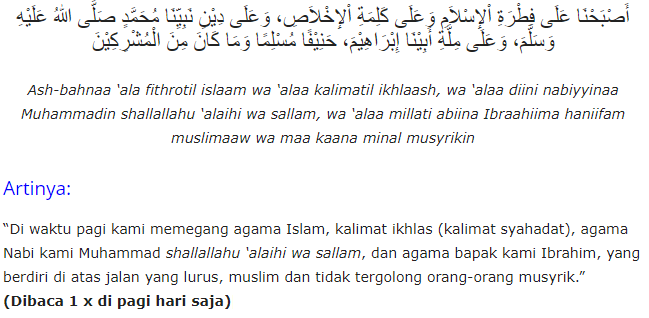 أَصْبَحْنَا عَلَى فِطْرَةِ اْلإِسْلاَمِ وَعَلَى كَلِمَةِ اْلإِخْلاَصِ، وَعَلَى دِيْنِ نَبِيِّنَا مُحَمَّدٍ صَلَّى اللهُ عَلَيْهِ
وَسَلَّمَ، وَعَلَى مِلَّةِ أَبِيْنَا إِبْرَاهِيْمَ، حَنِيْفًا مُسْلِمًا وَمَا كَانَ مِنَ الْمُشْرِكِيْنَ
Ash-bahnaa ‘ala fithrotil islaam wa ‘alaa kalimatil ikhlaash, wa ‘alaa diini nabiyyinaa
Muhammadin shallallahu ‘alaihi wa sallam, wa ‘alaa millati abiina Ibraahiima haniifam
muslimaaw wa maa kaana minal musyrikin
Artinya:
“Di waktu pagi kami memegang agama Islam, kalimat ikhlas (kalimat syahadat), agama
Nabi kami Muhammad shallallahu ‘alaihi wa sallam, dan agama bapak kami Ibrahim, yang
berdiri di atas jalan yang lurus, muslim dan tidak tergolong orang-orang musyrik.”
(Dibaca 1 x di pagi hari saja)